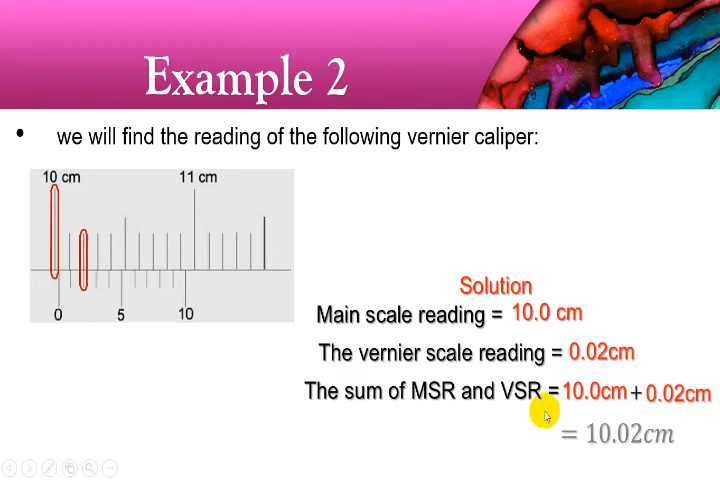 Example 2
• we will find the reading of the following vernier caliper:
10 cm 11 cm
0 5 10
Solution
Main scale reading = 10.0 cm
The vernier scale reading = 0.02cm
The sum of MSR and VSR = 10.0cm + 0.02cm
= 10.02cm